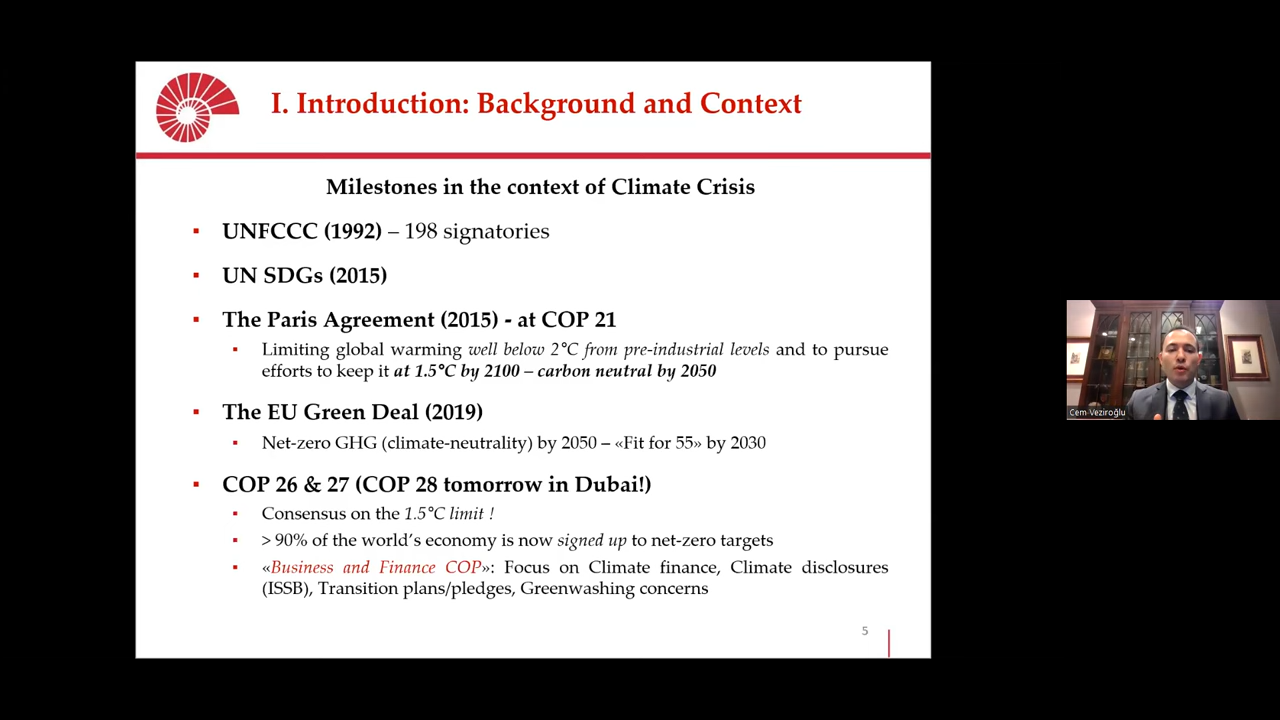 I. Introduction: Background and Context
Milestones in the context of Climate Crisis
▪ UNFCCC (1992) – 198 signatories
▪ UN SDGs (2015)
▪ The Paris Agreement (2015) - at COP 21
▪ Limiting global warming well below 2°C from pre-industrial levels and to pursue
efforts to keep it at 1.5°C by 2100 – carbon neutral by 2050
▪ The EU Green Deal (2019)
▪ Net-zero GHG (climate-neutrality) by 2050 – «Fit for 55» by 2030
▪ COP 26 & 27 (COP 28 tomorrow in Dubai!)
▪ Consensus on the 1.5°C limit !
▪ > 90% of the world's economy is now signed up to net-zero targets
▪ «Business and Finance COP»: Focus on Climate finance, Climate disclosures
(ISSB), Transition plans/pledges, Greenwashing concerns
5
Cem Veziroğlu